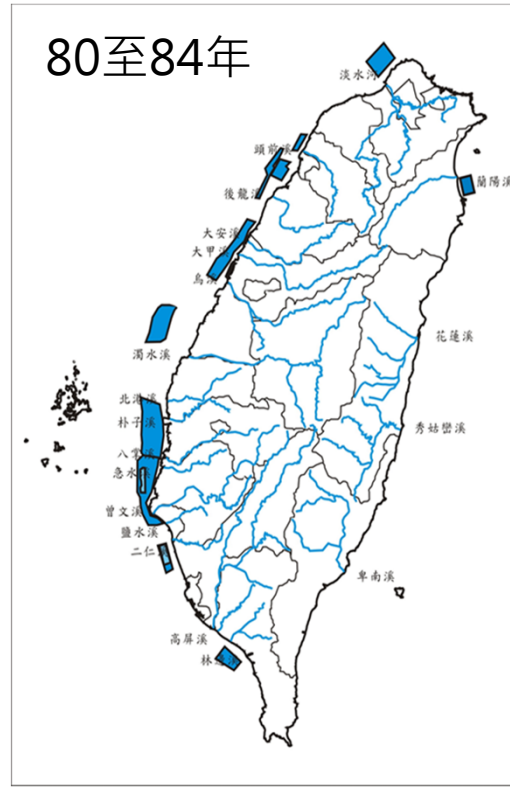 80至84年
淡水河
頭前溪
蘭陽溪
後龍溪
大安溪
大甲溪
烏溪
花蓮溪
濁水溪
北港溪
朴子溪
秀姑巒溪
八掌溪
急水溪
曾文溪
鹽水溪
二仁溪
卑南溪
高屏溪
林邊溪